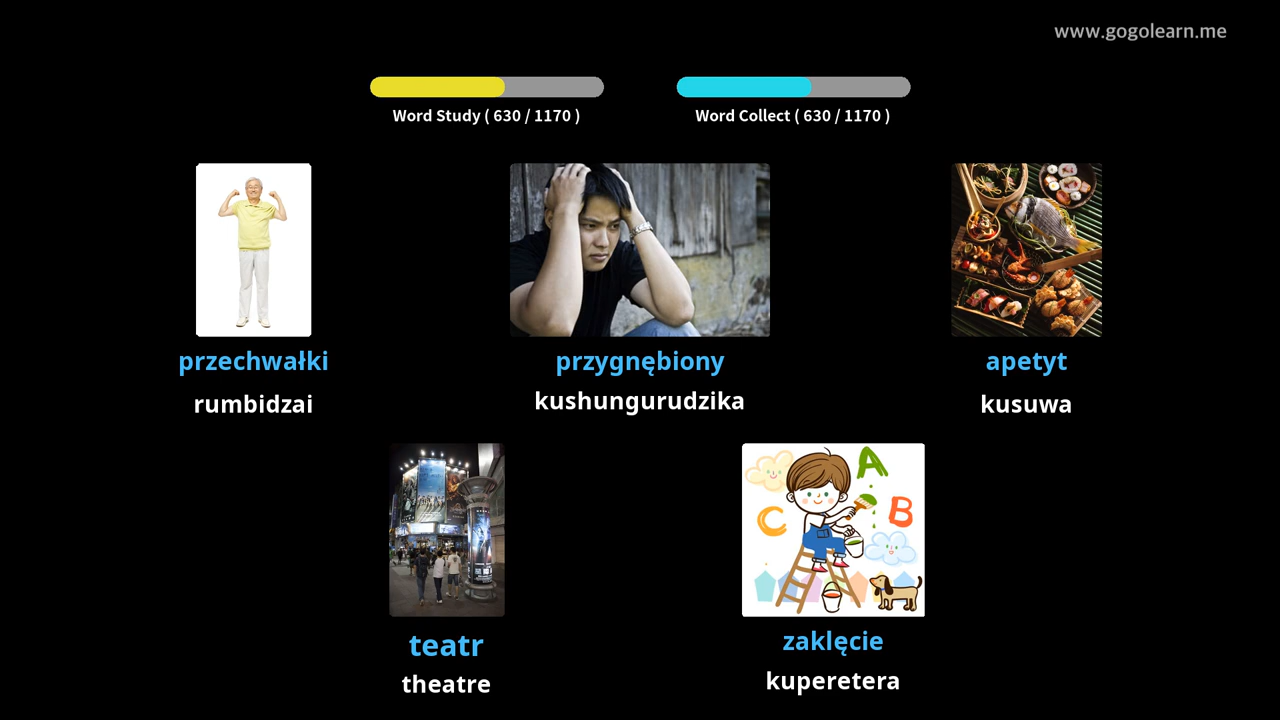 www.gogolearn.me
Word Study ( 630 / 1170 )
Word Collect ( 630 / 1170 )
przechwałki
przygnębiony
apetyt
rumbidzai
kushungurudzika
kusuwa
A
B
C
teatr
zaklęcie
theatre
kuperetera